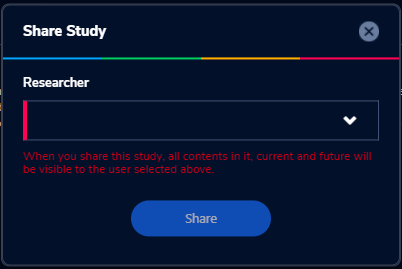 Share Study
Researcher
When you share this study, all contents in it, current and future will
be visible to the user selected above.
Share